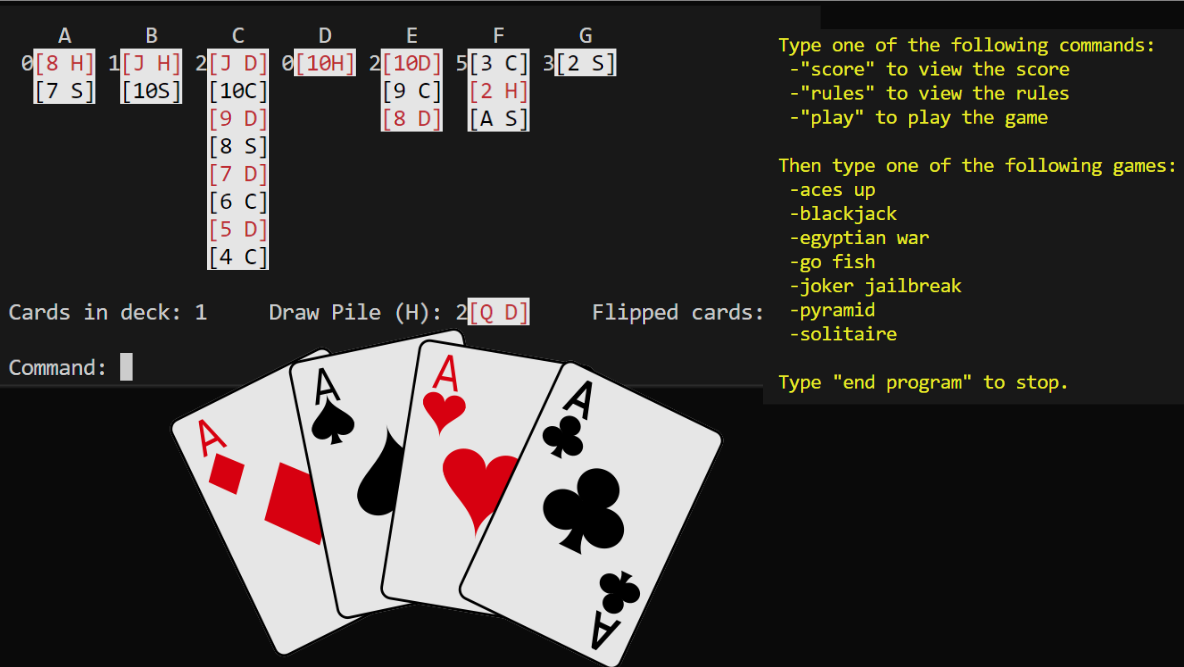 A B C D E F G
0[8 H] 1[J H] 2[J D] 0[10H] 2[10D] 5[3 C] 3[2 S]
[7 S] [10S] [10C] [9 C] [2 H]
[9 D] [8 D] [A S]
[8 S]
[7 D]
[6 C]
[5 D]
[4 C]
Cards in deck: 1 Draw Pile (H): 2[Q D] Flipped cards:
Command:
Type one of the following commands:
-"score" to view the score
-"rules" to view the rules
-"play" to play the game
Then type one of the following games:
-aces up
-blackjack
-egyptian war
-go fish
-joker jailbreak
-pyramid
-solitaire
Type "end program" to stop.
A
A
A
A
A